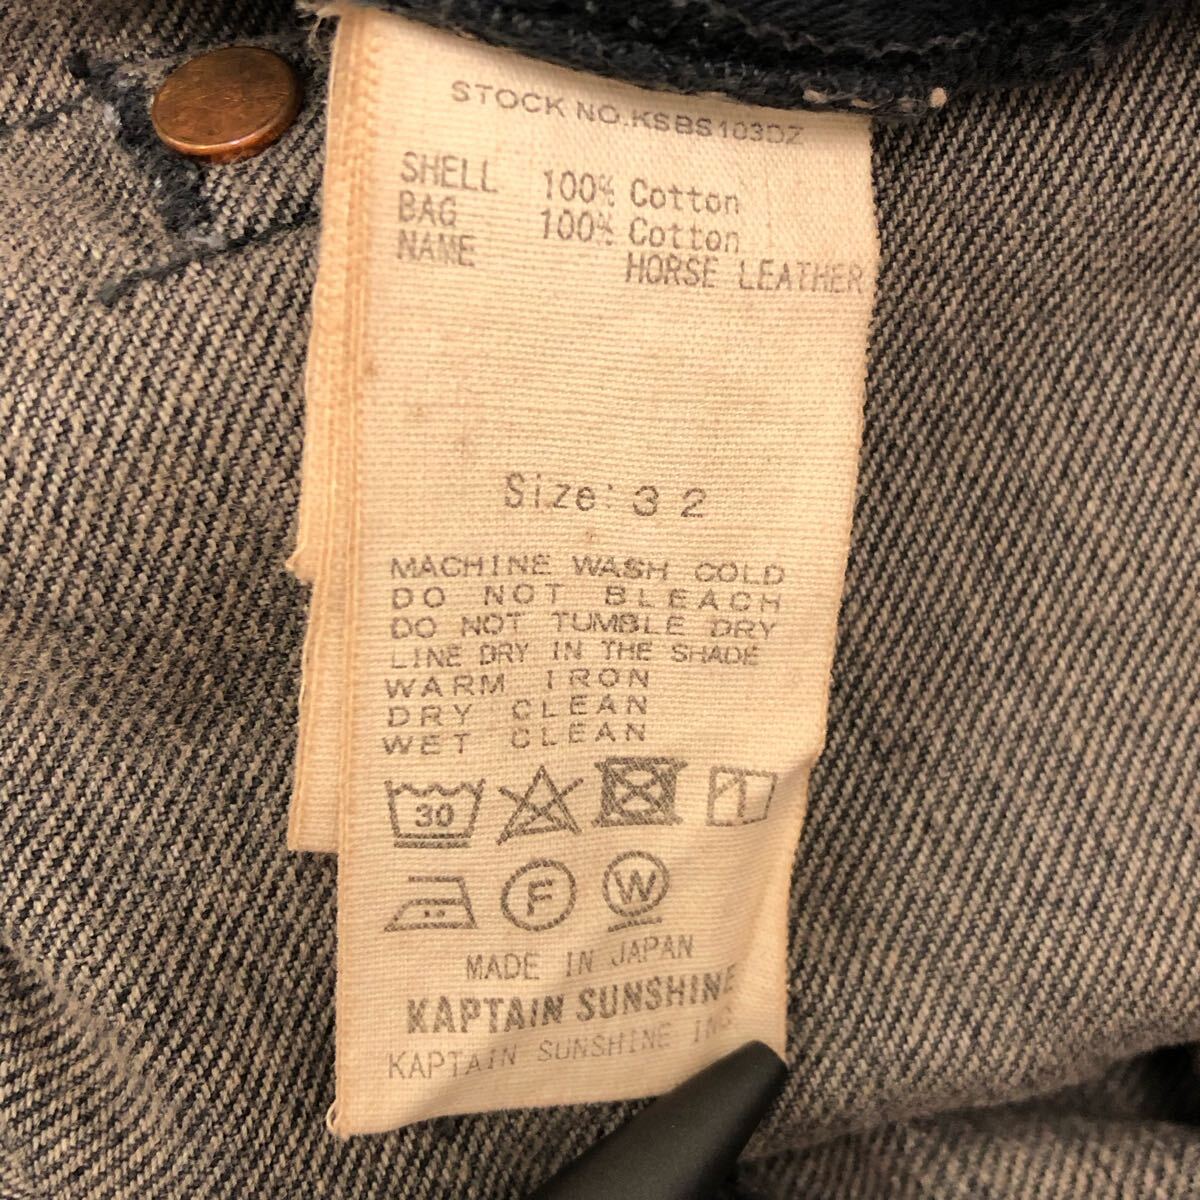 STOCK NO.KSBS103DZ
SHELL 100% Cotton
BAG 100% Cotton
NAME HORSE LEATHER
Size: 32
MACHINE WASH COLD
DO NOT BLEACH
DO NOT TUMBLE DRY
LINE DRY IN THE SHADE
WARM IRON
DRY CLEAN
WET CLEAN
30
F W
MADE IN JAPAN
KAPTAIN SUNSHINE
KAPTAIN SUNSHINE INC